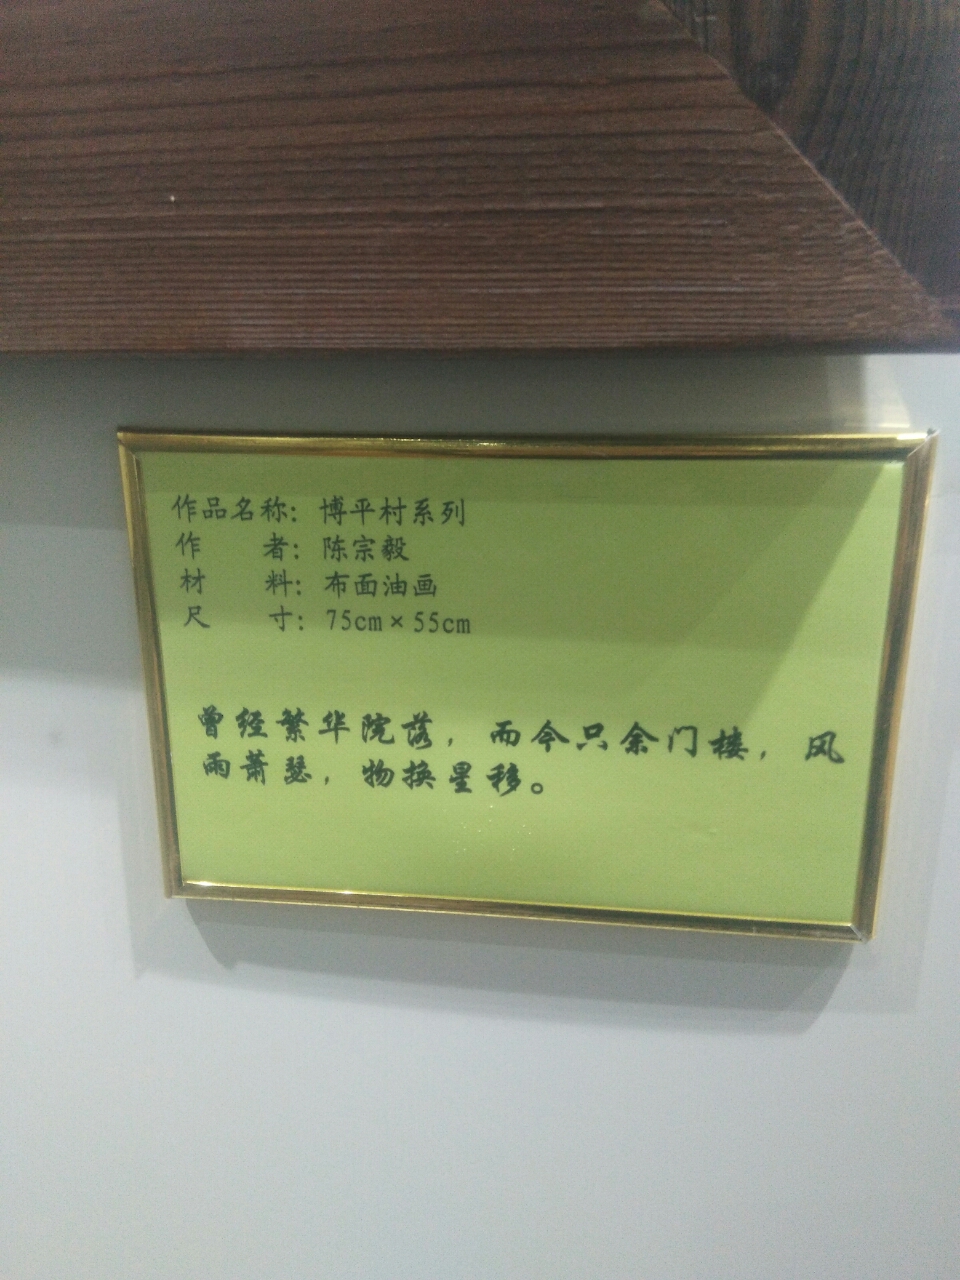 作品名称：博平村系列
作　　者：陈宗毅
材　　料：布面油画
尺　　寸：75cm×55cm
曾经繁华院落，而今只余门楼，风
雨萧瑟，物换星移。